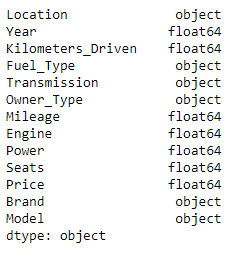 Location object
Year float64
Kilometers_Driven float64
Fuel_Type object
Transmission object
Owner_Type object
Mileage float64
Engine float64
Power float64
Seats float64
Price float64
Brand object
Model object
dtype: object